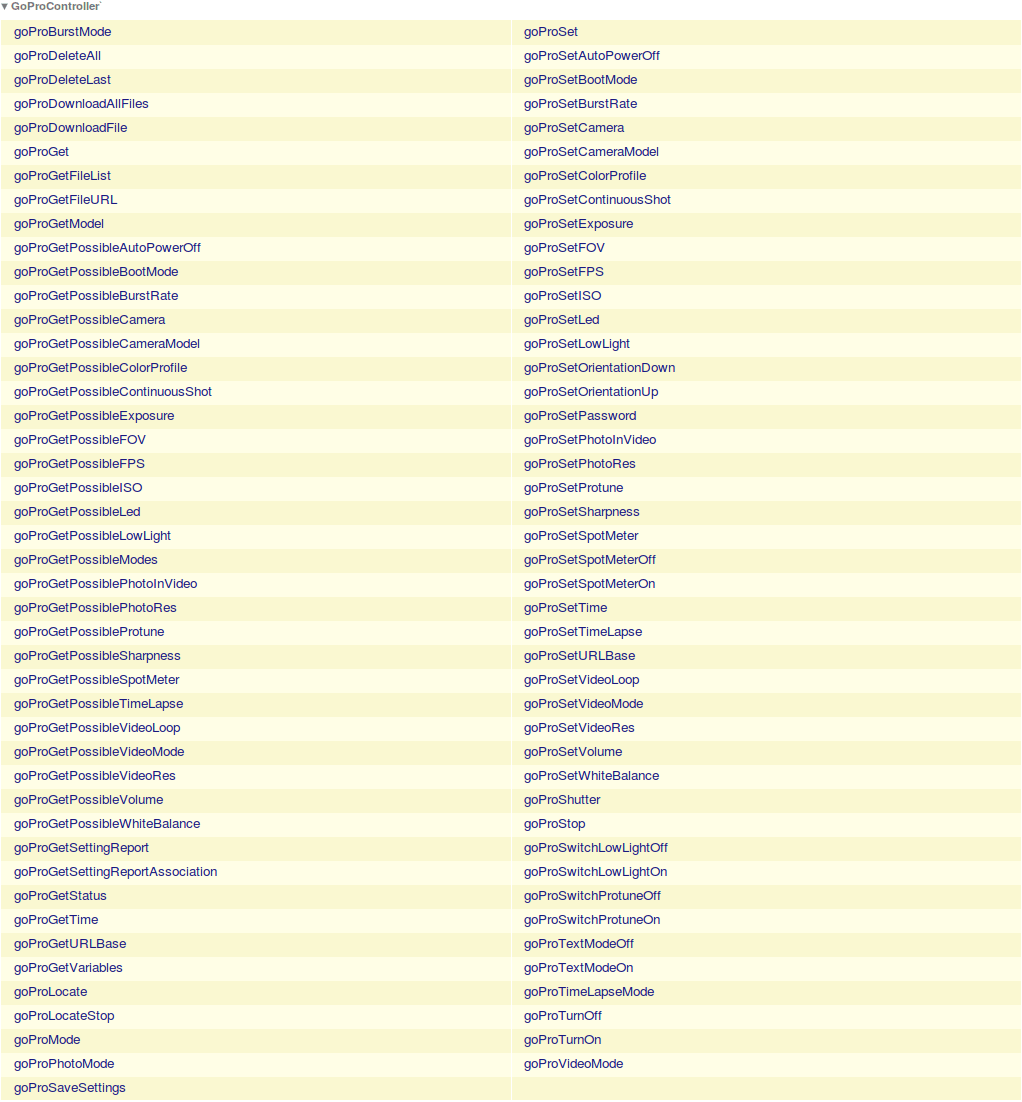 ▼ GoProController`
goProBurstMode
goProDeleteAll
goProDeleteLast
goProDownloadAllFiles
goProDownloadFile
goProGet
goProGetFileList
goProGetFileURL
goProGetModel
goProGetPossibleAutoPowerOff
goProGetPossibleBootMode
goProGetPossibleBurstRate
goProGetPossibleCamera
goProGetPossibleCameraModel
goProGetPossibleColorProfile
goProGetPossibleContinuousShot
goProGetPossibleExposure
goProGetPossibleFOV
goProGetPossibleFPS
goProGetPossibleISO
goProGetPossibleLed
goProGetPossibleLowLight
goProGetPossibleModes
goProGetPossiblePhotoInVideo
goProGetPossiblePhotoRes
goProGetPossibleProtune
goProGetPossibleSharpness
goProGetPossibleSpotMeter
goProGetPossibleTimeLapse
goProGetPossibleVideoLoop
goProGetPossibleVideoMode
goProGetPossibleVideoRes
goProGetPossibleVolume
goProGetPossibleWhiteBalance
goProGetSettingReport
goProGetSettingReportAssociation
goProGetStatus
goProGetTime
goProGetURLBase
goProGetVariables
goProLocate
goProLocateStop
goProMode
goProPhotoMode
goProSaveSettings
goProSet
goProSetAutoPowerOff
goProSetBootMode
goProSetBurstRate
goProSetCamera
goProSetCameraModel
goProSetColorProfile
goProSetContinuousShot
goProSetExposure
goProSetFOV
goProSetFPS
goProSetISO
goProSetLed
goProSetLowLight
goProSetOrientationDown
goProSetOrientationUp
goProSetPassword
goProSetPhotoInVideo
goProSetPhotoRes
goProSetProtune
goProSetSharpness
goProSetSpotMeter
goProSetSpotMeterOff
goProSetSpotMeterOn
goProSetTime
goProSetTimeLapse
goProSetURLBase
goProSetVideoLoop
goProSetVideoMode
goProSetVideoRes
goProSetVolume
goProSetWhiteBalance
goProShutter
goProStop
goProSwitchLowLightOff
goProSwitchLowLightOn
goProSwitchProtuneOff
goProSwitchProtuneOn
goProTextModeOff
goProTextModeOn
goProTimeLapseMode
goProTurnOff
goProTurnOn
goProVideoMode